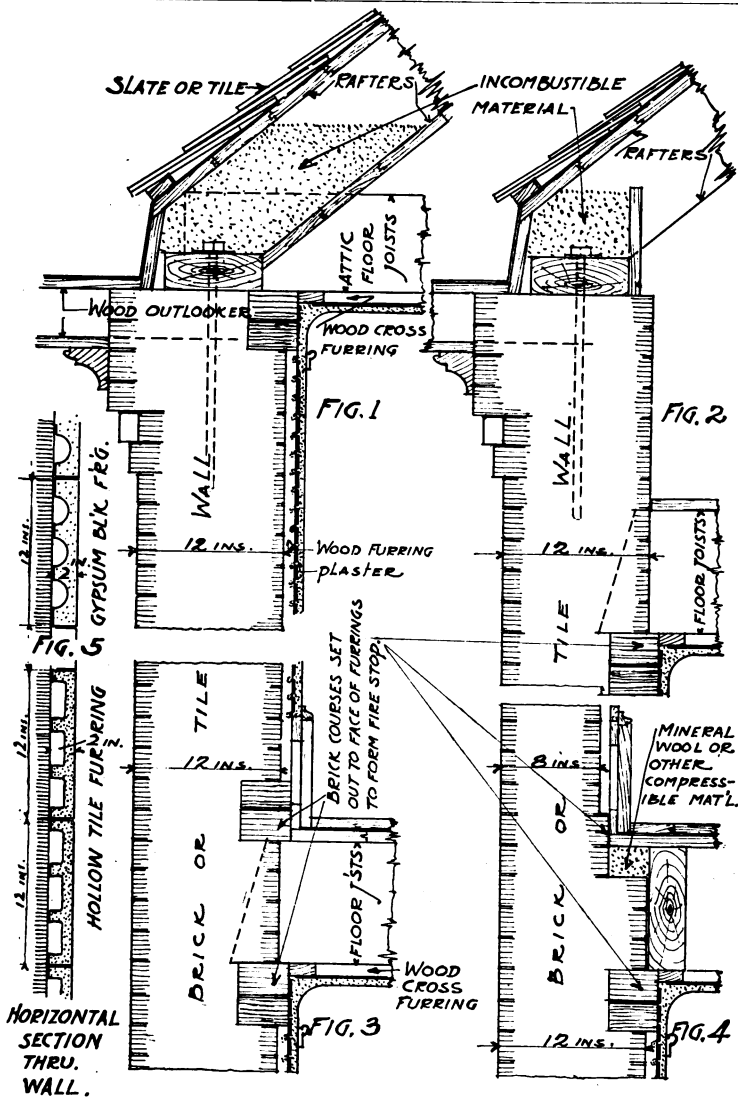 SLATE OR TILE
RAFTERS
INCOMBUSTIBLE
MATERIAL
RAFTERS
ATTIC
FLOOR
JOISTS
WOOD OUTLOOKER
WOOD CROSS
FURRING
FIG. 1
FIG. 2
WALL
WALL
12 INS.
GYPSUM BLK. FRG.
2 IN.
12 INS.
WOOD FURRING
PLASTER
12 INS.
FLOOR JOISTS
FIG. 5
TILE
TILE
BRICK COURSES SET
OUT TO FACE OF FURRINGS
TO FORM FIRE STOP.
12 INS.
2 IN.
12 INS.
HOLLOW TILE FURRING
12 INS.
8 INS
MINERAL
WOOL OR
OTHER
COMPRESS-
IBLE MAT'L.
BRICK OR
FLOOR J'STS
BRICK OR
WOOD
CROSS
FURRING
HORIZONTAL
SECTION
THRU.
WALL.
FIG. 3
12 INS.
FIG. 4